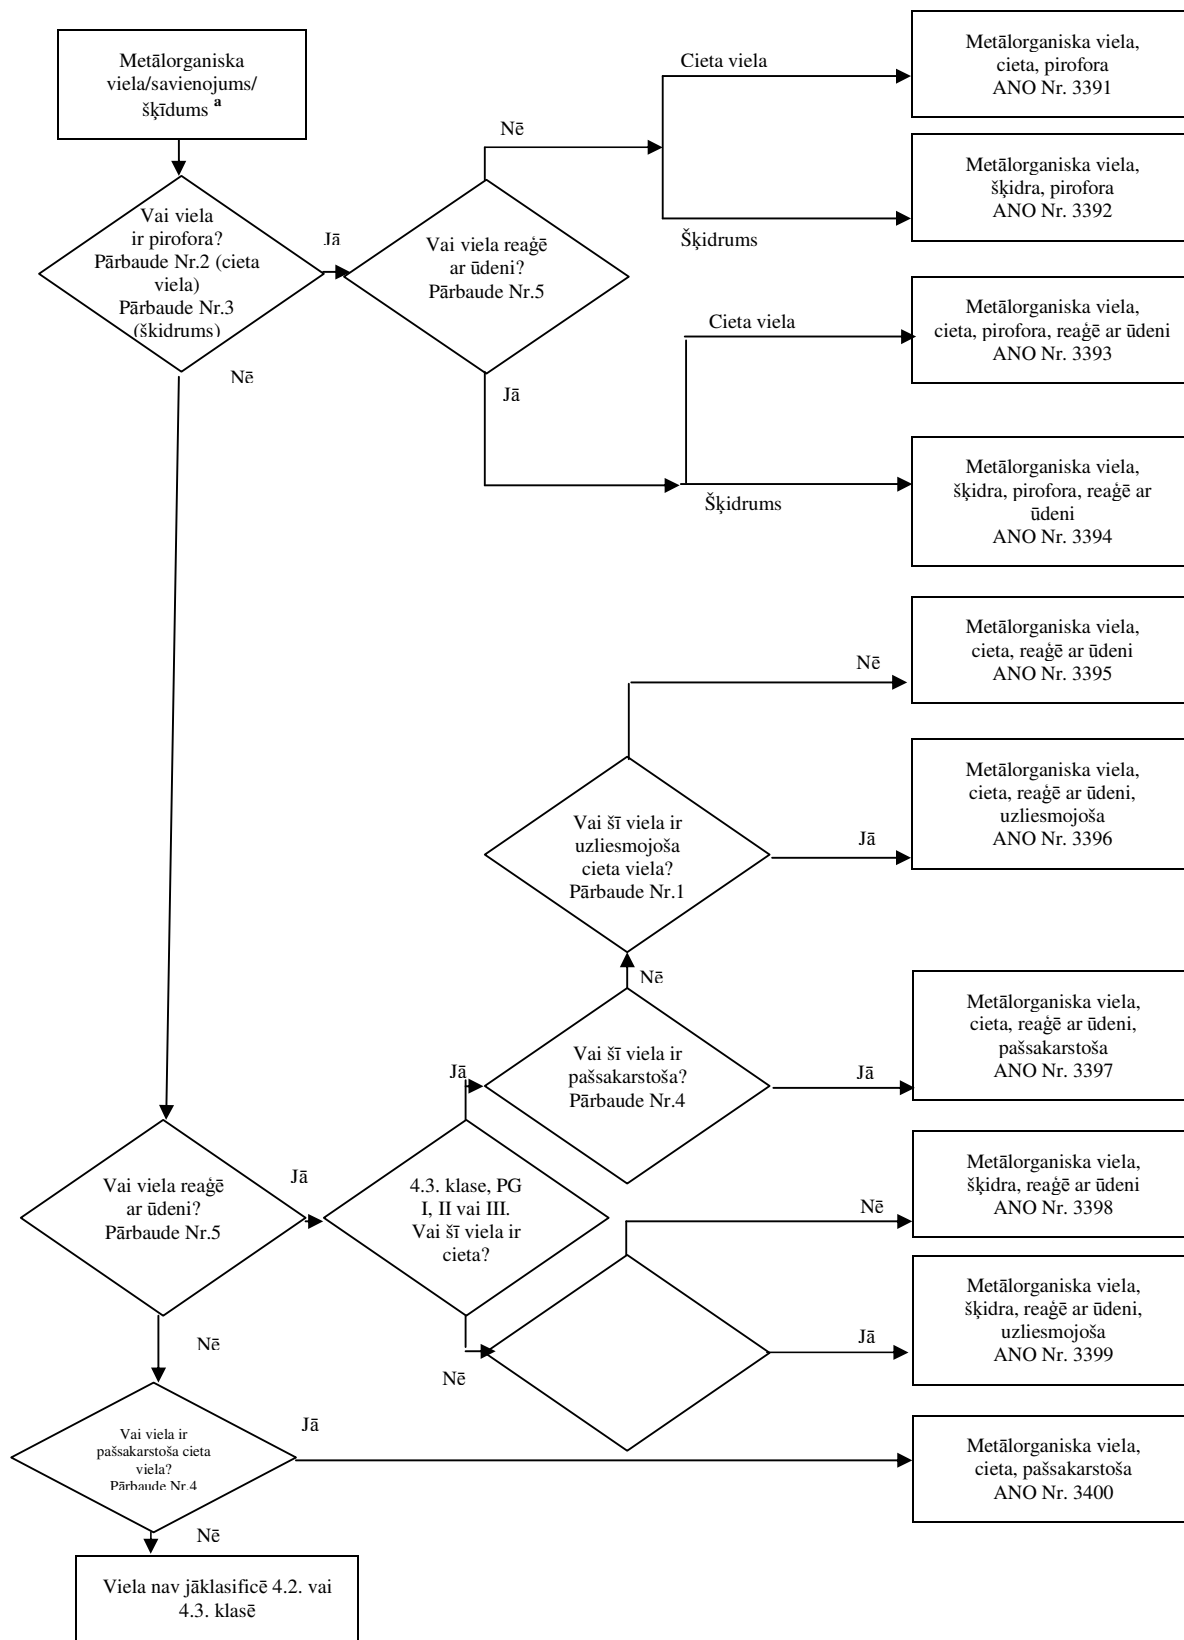 Metālorganiska
viela/savienojums/
šķīdums a
Cieta viela
Metālorganiska viela,
cieta, pirofora
ANO Nr. 3391
Nē
Metālorganiska viela,
šķidra, pirofora
ANO Nr. 3392
Šķidrums
Vai viela
ir pirofora?
Pārbaude Nr.2 (cieta
viela)
Pārbaude Nr.3
(šķidrums)
Jā
Vai viela reaģē
ar ūdeni?
Pārbaude Nr.5
Cieta viela
Metālorganiska viela,
cieta, pirofora, reaģē ar ūdeni
ANO Nr. 3393
Nē
Jā
Šķidrums
Metālorganiska viela,
šķidra, pirofora, reaģē ar
ūdeni
ANO Nr. 3394
Nē
Metālorganiska viela,
cieta, reaģē ar ūdeni
ANO Nr. 3395
Vai šī viela ir
uzliesmojoša
cieta viela?
Pārbaude Nr.1
Jā
Metālorganiska viela,
cieta, reaģē ar ūdeni,
uzliesmojoša
ANO Nr. 3396
Nē
Jā
Vai šī viela ir
pašsakarstoša?
Pārbaude Nr.4
Jā
Metālorganiska viela,
cieta, reaģē ar ūdeni,
pašsakarstoša
ANO Nr. 3397
Vai viela reaģē
ar ūdeni?
Pārbaude Nr.5
Jā
4.3. klase, PG
I, II vai III.
Vai šī viela ir
cieta?
Nē
Metālorganiska viela,
šķidra, reaģē ar ūdeni
ANO Nr. 3398
Nē
Nē
Jā
Metālorganiska viela,
šķidra, reaģē ar ūdeni,
uzliesmojoša
ANO Nr. 3399
Vai viela ir
pašsakarstoša cieta
viela?
Pārbaude Nr.4
Jā
Metālorganiska viela,
cieta, pašsakarstoša
ANO Nr. 3400
Nē
Viela nav jāklasificē 4.2. vai
4.3. klasē